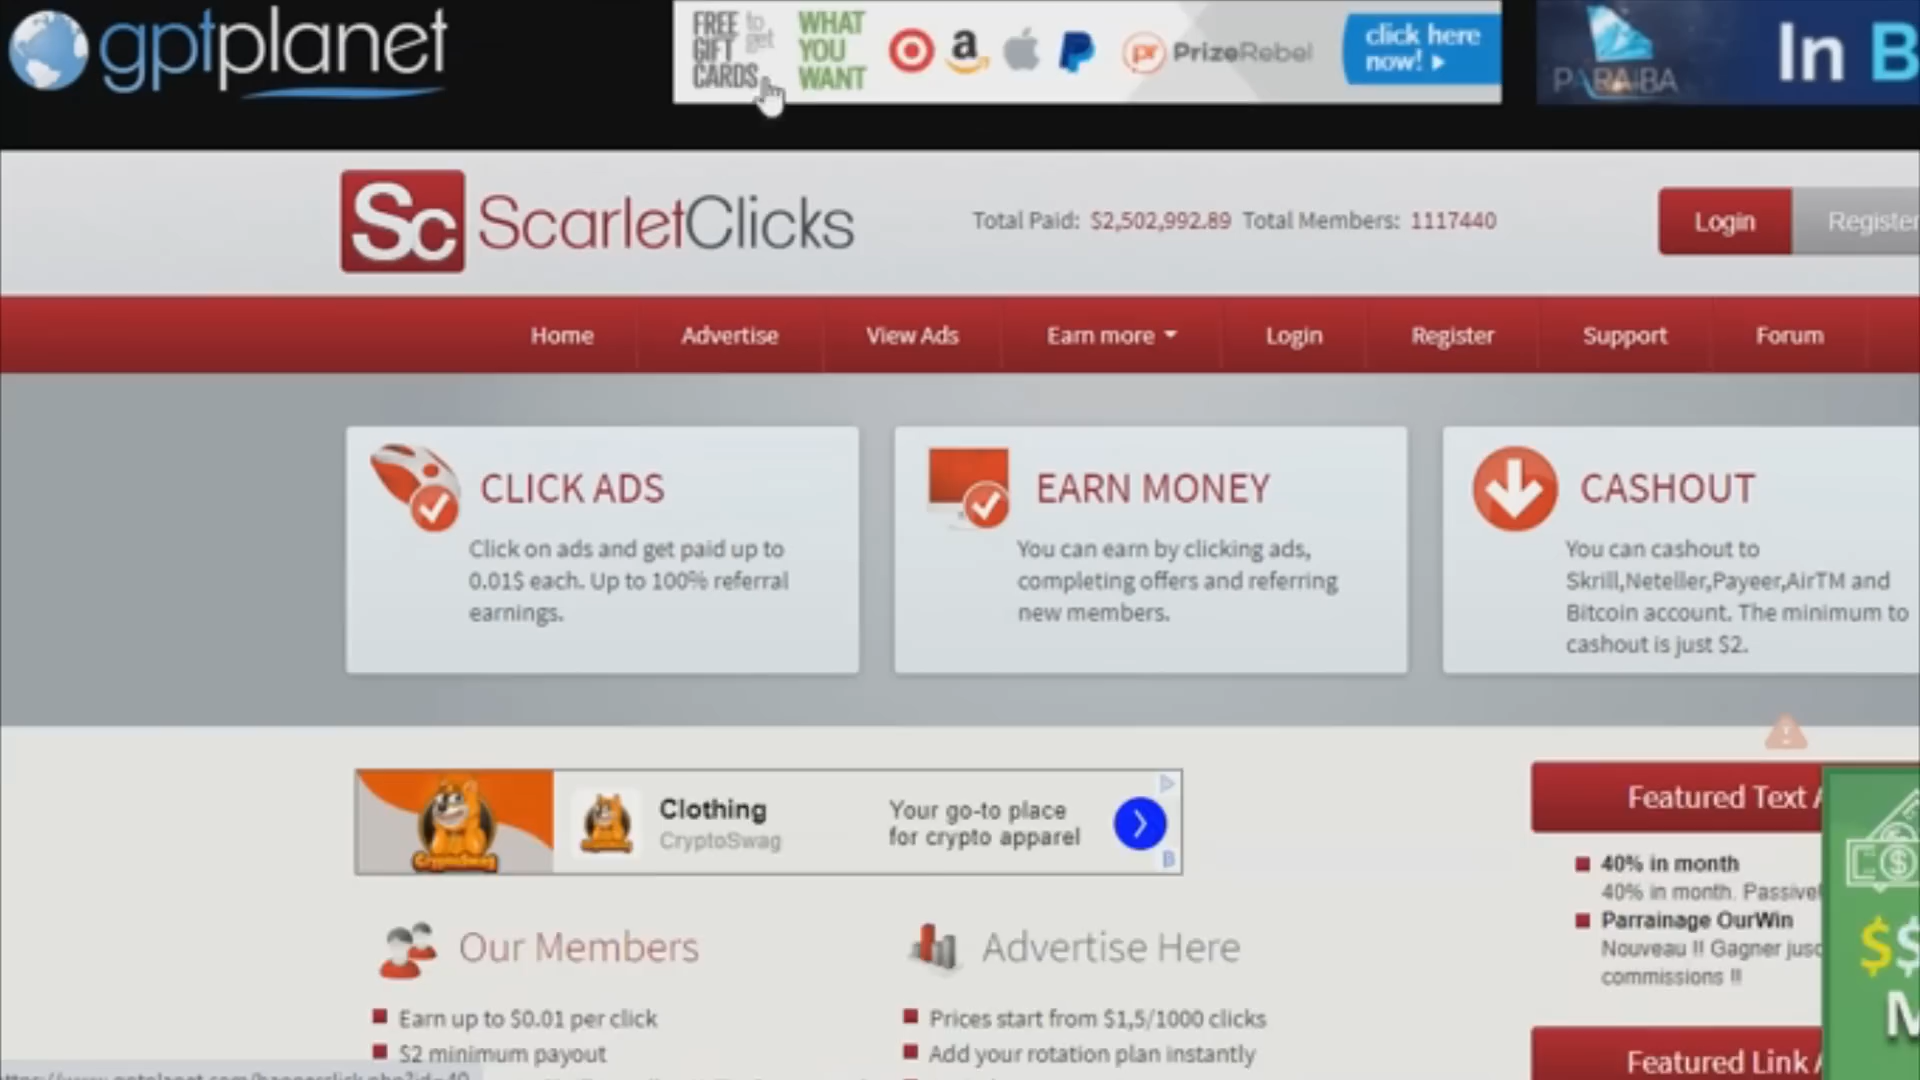 gptplanet
FREE to get GIFT CARDS
WHAT YOU WANT
PrizeRebel
click here now!
PARAIBA
In B
Sc ScarletClicks
Total Paid: $2,502,992.89 Total Members: 1117440
Login
Register
Home Advertise View Ads Earn more Login Register Support Forum
CLICK ADS
Click on ads and get paid up to
0.01$ each. Up to 100% referral
earnings.
EARN MONEY
You can earn by clicking ads,
completing offers and referring
new members.
CASHOUT
You can cashout to
Skrill,Neteller,Payeer,AirTM and
Bitcoin account. The minimum to
cashout is just $2.
CryptoSwag
Clothing
CryptoSwag
Your go-to place
for crypto apparel
Featured Text A
40% in month
40% in month. Passive!
Parrainage OurWin
Nouveau !! Gagner jusq
commissions !!
$$
M
Our Members
Earn up to $0.01 per click
$2 minimum payout
Advertise Here
Prices start from $1,5/1000 clicks
Add your rotation plan instantly
Featured Link A